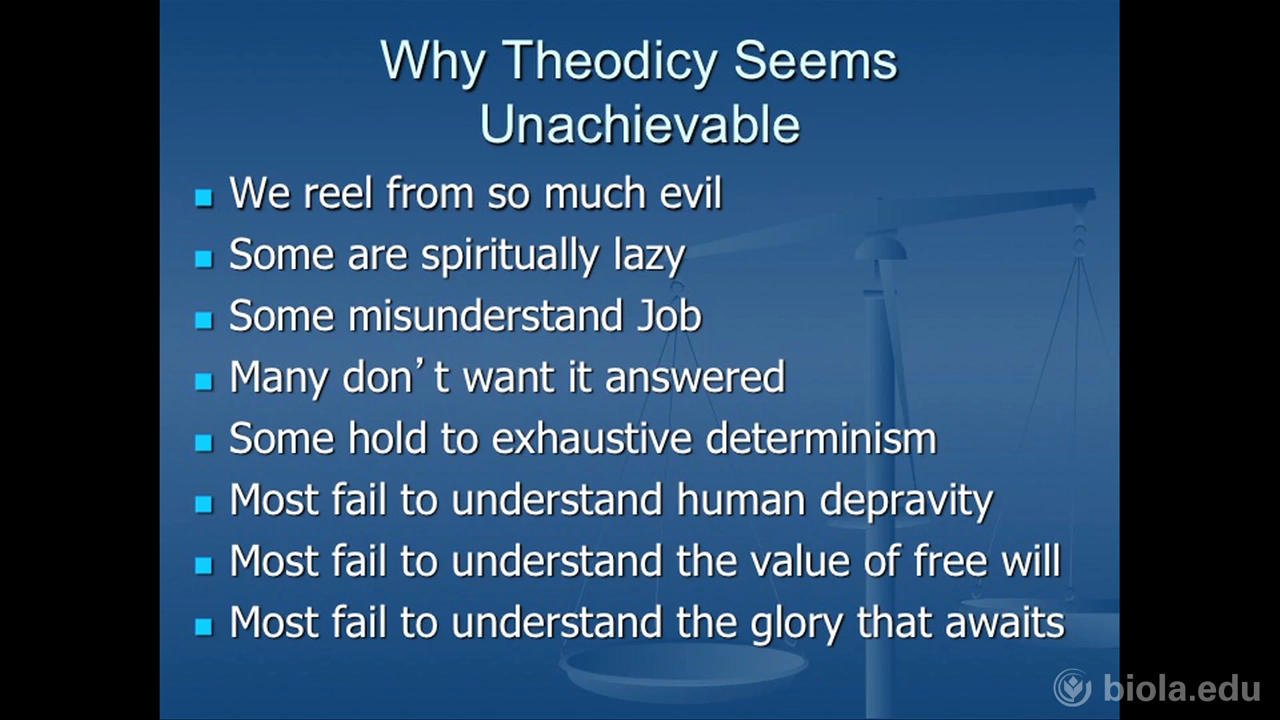 Why Theodicy Seems
Unachievable
We reel from so much evil
Some are spiritually lazy
Some misunderstand Job
Many don’t want it answered
Some hold to exhaustive determinism
Most fail to understand human depravity
Most fail to understand the value of free will
Most fail to understand the glory that awaits
biola.edu